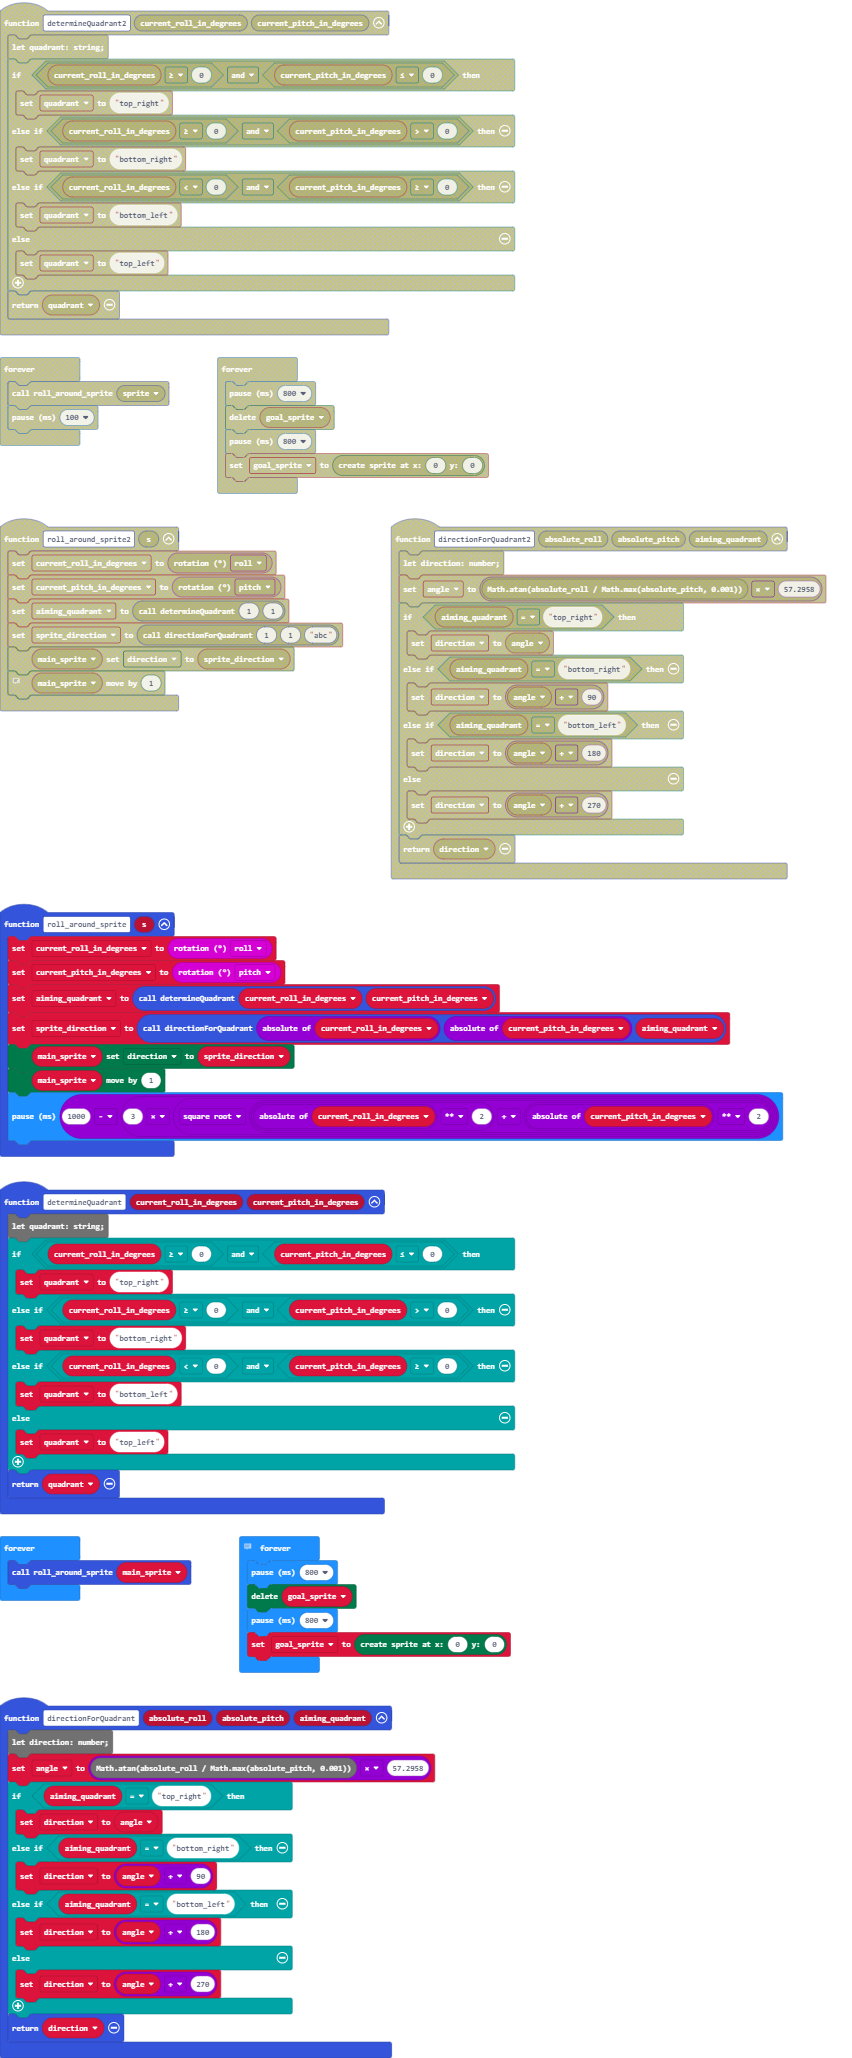 function determineQuadrant2 current_roll_in_degrees current_pitch_in_degrees
let quadrant: string;
if current_roll_in_degrees ≥ 0 and current_pitch_in_degrees ≤ 0 then
set quadrant to "top_right"
else if current_roll_in_degrees ≥ 0 and current_pitch_in_degrees > 0 then
set quadrant to "bottom_right"
else if current_roll_in_degrees < 0 and current_pitch_in_degrees ≥ 0 then
set quadrant to "bottom_left"
else
set quadrant to "top_left"
return quadrant
forever
call roll_around_sprite sprite
pause (ms) 100
forever
pause (ms) 800
delete goal_sprite
pause (ms) 800
set goal_sprite to create sprite at x: 0 y: 0
function roll_around_sprite2 s
set current_roll_in_degrees to rotation (°) roll
set current_pitch_in_degrees to rotation (°) pitch
set aiming_quadrant to call determineQuadrant 1 1
set sprite_direction to call directionForQuadrant 1 1 "abc"
main_sprite set direction to sprite_direction
main_sprite move by 1
function directionForQuadrant2 absolute_roll absolute_pitch aiming_quadrant
let direction: number;
set angle to Math.atan(absolute_roll / Math.max(absolute_pitch, 0.001)) × 57.2958
if aiming_quadrant = "top_right" then
set direction to angle
else if aiming_quadrant = "bottom_right" then
set direction to angle + 90
else if aiming_quadrant = "bottom_left" then
set direction to angle + 180
else
set direction to angle + 270
return direction
function roll_around_sprite s
set current_roll_in_degrees to rotation (°) roll
set current_pitch_in_degrees to rotation (°) pitch
set aiming_quadrant to call determineQuadrant current_roll_in_degrees current_pitch_in_degrees
set sprite_direction to call directionForQuadrant absolute of current_roll_in_degrees absolute of current_pitch_in_degrees aiming_quadrant
main_sprite set direction to sprite_direction
main_sprite move by 1
pause (ms) 1000 - 3 × square root absolute of current_roll_in_degrees ** 2 + absolute of current_pitch_in_degrees ** 2
function determineQuadrant current_roll_in_degrees current_pitch_in_degrees
let quadrant: string;
if current_roll_in_degrees ≥ 0 and current_pitch_in_degrees ≤ 0 then
set quadrant to "top_right"
else if current_roll_in_degrees ≥ 0 and current_pitch_in_degrees > 0 then
set quadrant to "bottom_right"
else if current_roll_in_degrees < 0 and current_pitch_in_degrees ≥ 0 then
set quadrant to "bottom_left"
else
set quadrant to "top_left"
return quadrant
forever
call roll_around_sprite main_sprite
forever
pause (ms) 800
delete goal_sprite
pause (ms) 800
set goal_sprite to create sprite at x: 0 y: 0
function directionForQuadrant absolute_roll absolute_pitch aiming_quadrant
let direction: number;
set angle to Math.atan(absolute_roll / Math.max(absolute_pitch, 0.001)) × 57.2958
if aiming_quadrant = "top_right" then
set direction to angle
else if aiming_quadrant = "bottom_right" then
set direction to angle + 90
else if aiming_quadrant = "bottom_left" then
set direction to angle + 180
else
set direction to angle + 270
return direction